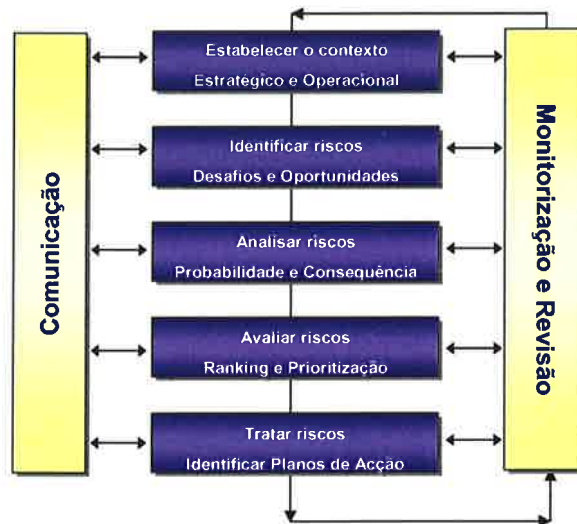 Estabelecer o contexto
Estratégico e Operacional
Identificar riscos
Desafios e Oportunidades
Analisar riscos
Probabilidade e Consequência
Avaliar riscos
Ranking e Prioritização
Tratar riscos
Identificar Planos de Acção
Comunicação
Monitorização e Revisão